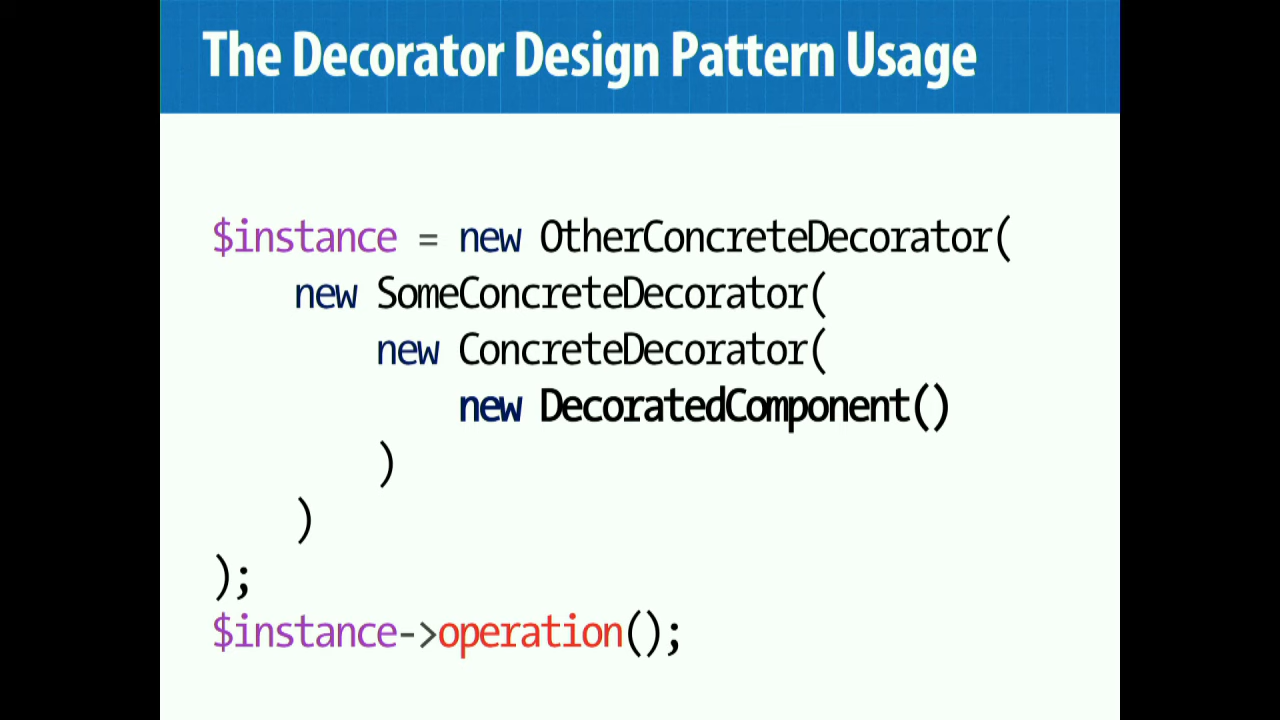 The Decorator Design Pattern Usage
$instance = new OtherConcreteDecorator(
    new SomeConcreteDecorator(
        new ConcreteDecorator(
            new DecoratedComponent()
        )
    )
);
$instance->operation();